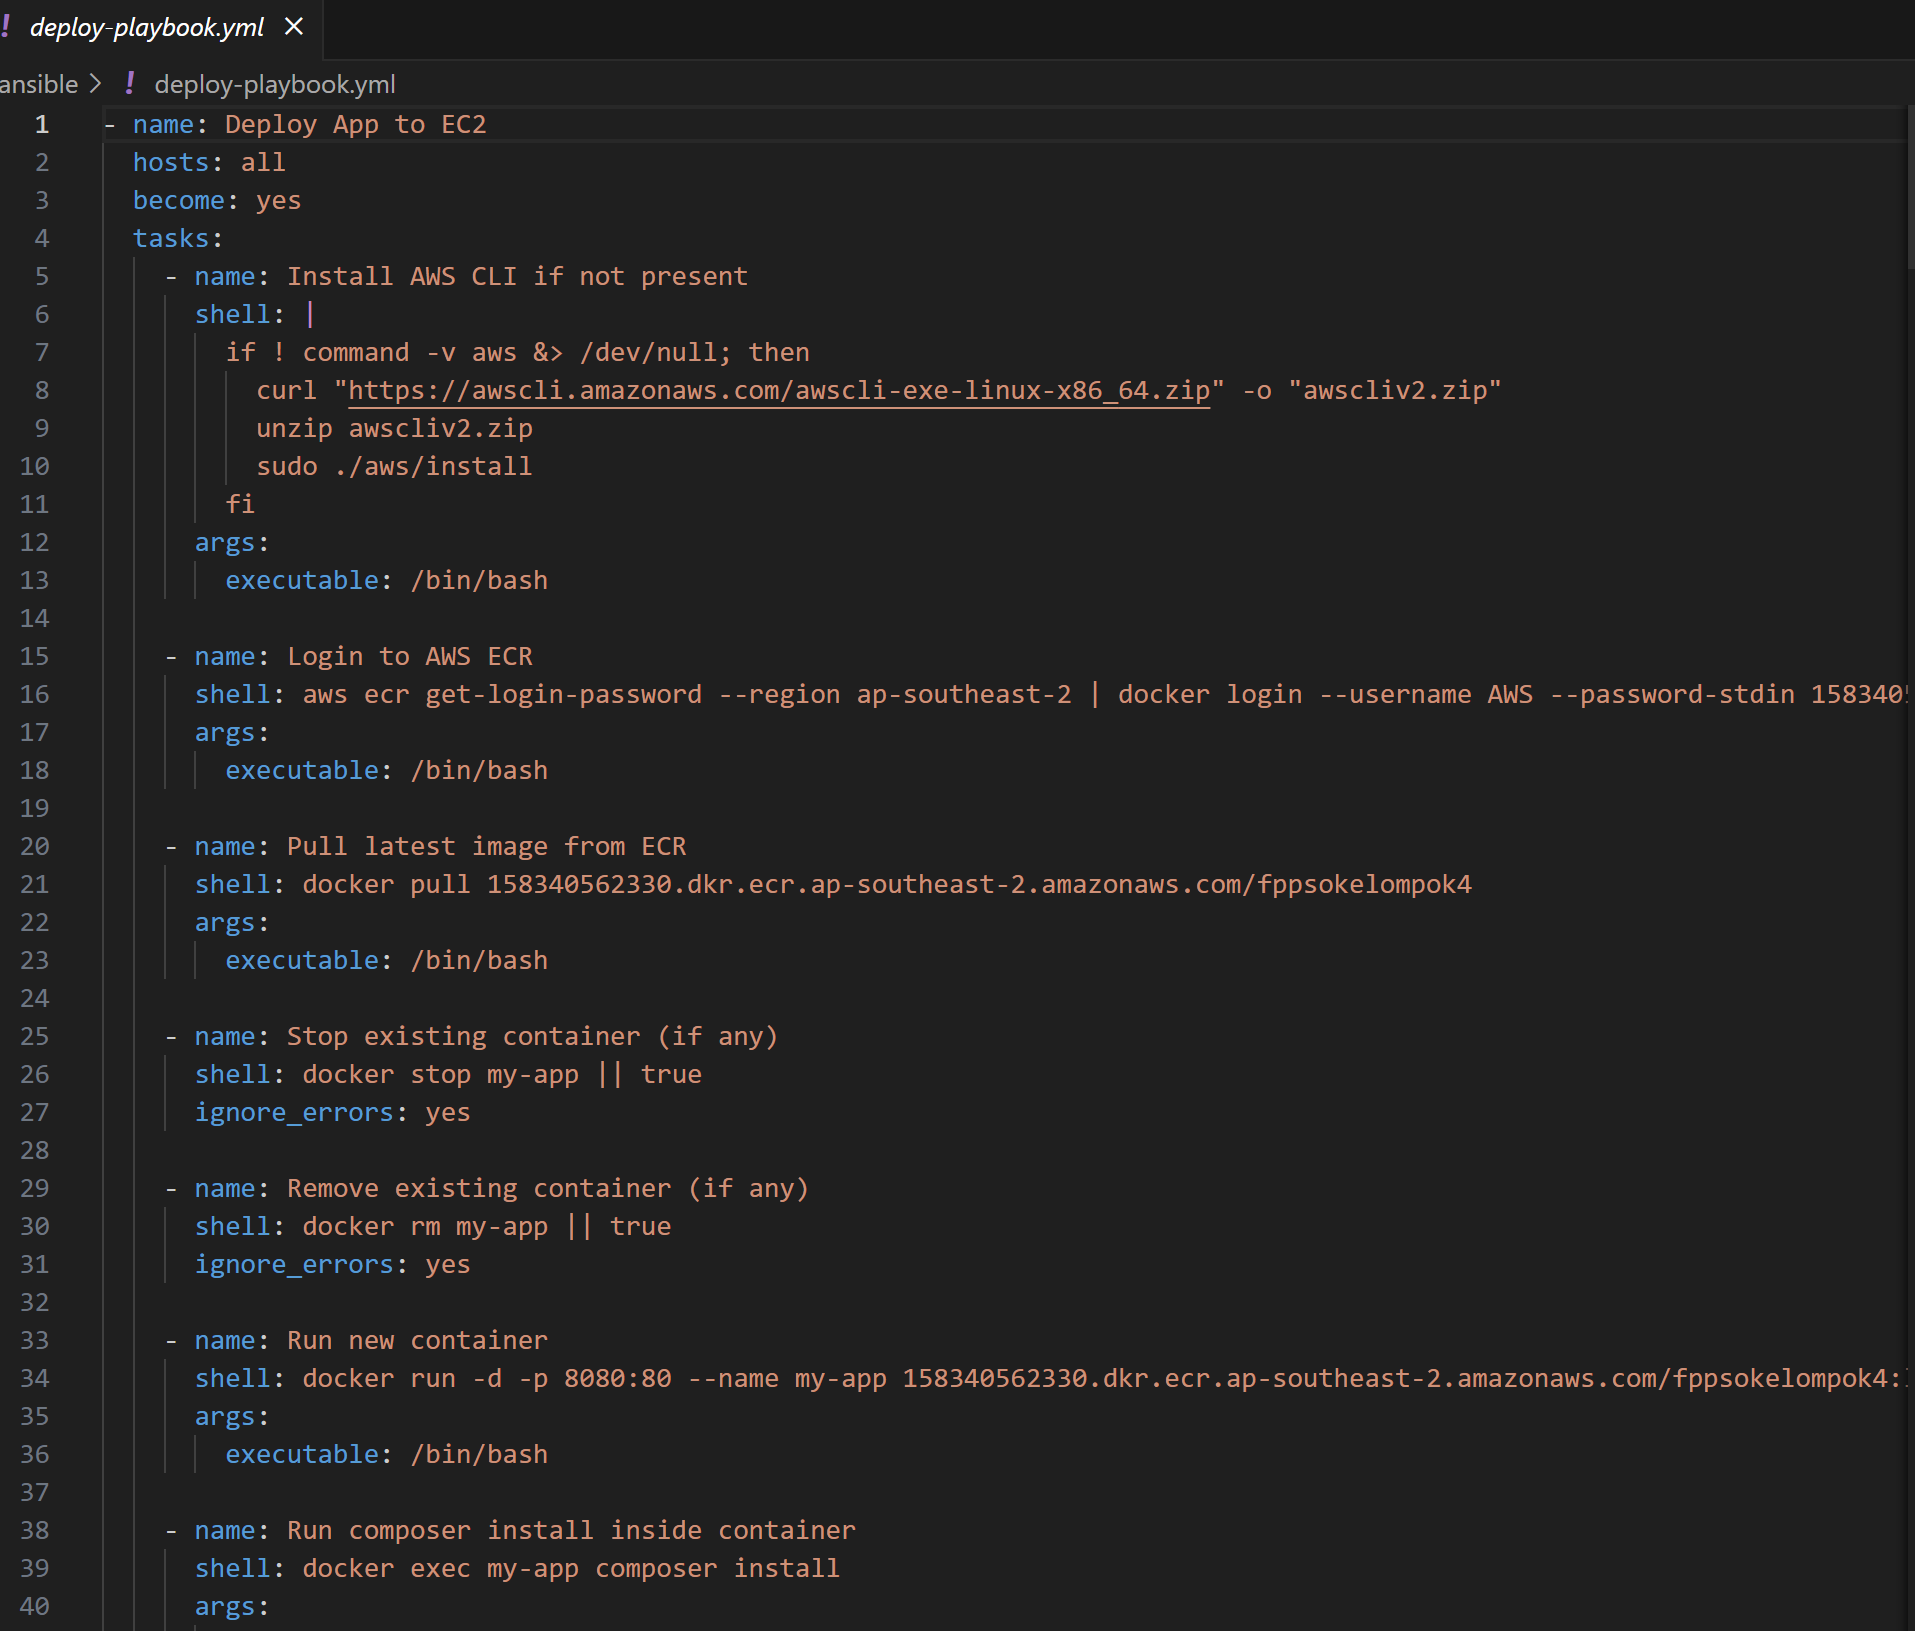 ! deploy-playbook.yml ×
ansible > ! deploy-playbook.yml
1 - name: Deploy App to EC2
2 hosts: all
3 become: yes
4 tasks:
5 - name: Install AWS CLI if not present
6 shell: |
7 if ! command -v aws &> /dev/null; then
8 curl "https://awscli.amazonaws.com/awscli-exe-linux-x86_64.zip" -o "awscliv2.zip"
9 unzip awscliv2.zip
10 sudo ./aws/install
11 fi
12 args:
13 executable: /bin/bash
14
15 - name: Login to AWS ECR
16 shell: aws ecr get-login-password --region ap-southeast-2 | docker login --username AWS --password-stdin 158340
17 args:
18 executable: /bin/bash
19
20 - name: Pull latest image from ECR
21 shell: docker pull 158340562330.dkr.ecr.ap-southeast-2.amazonaws.com/fppsokelompok4
22 args:
23 executable: /bin/bash
24
25 - name: Stop existing container (if any)
26 shell: docker stop my-app || true
27 ignore_errors: yes
28
29 - name: Remove existing container (if any)
30 shell: docker rm my-app || true
31 ignore_errors: yes
32
33 - name: Run new container
34 shell: docker run -d -p 8080:80 --name my-app 158340562330.dkr.ecr.ap-southeast-2.amazonaws.com/fppsokelompok4:
35 args:
36 executable: /bin/bash
37
38 - name: Run composer install inside container
39 shell: docker exec my-app composer install
40 args: